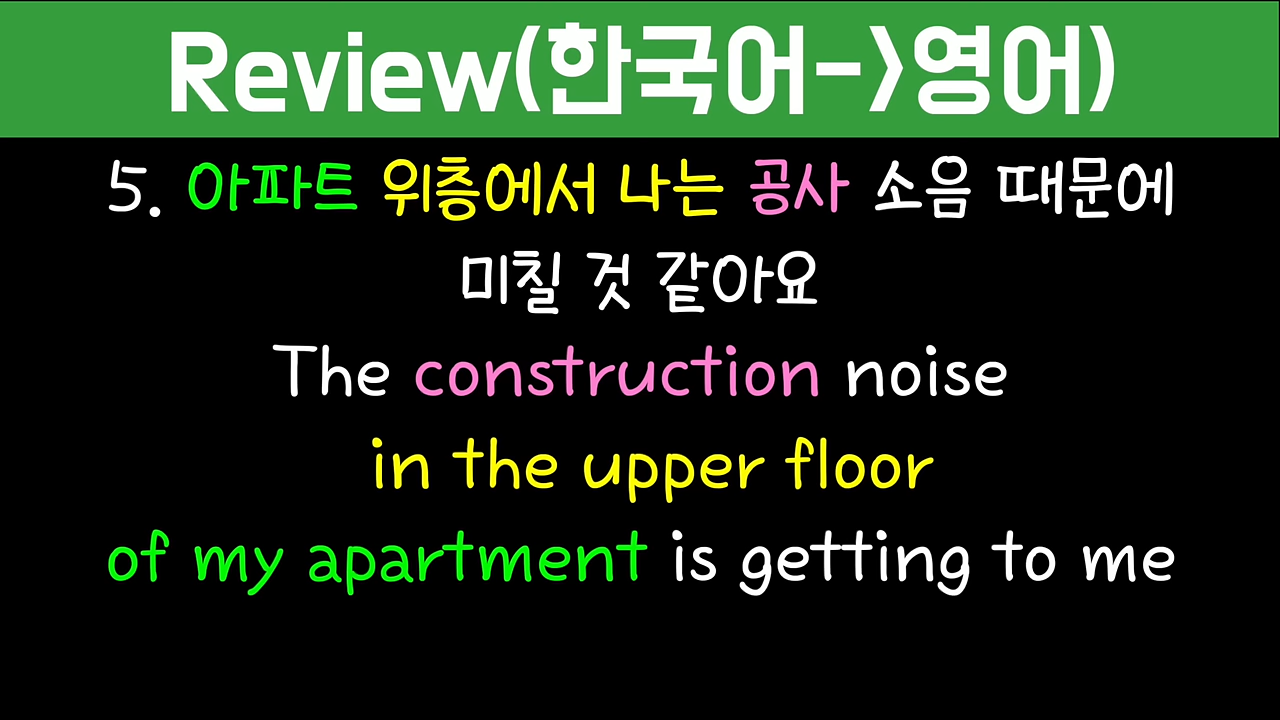 Review(한국어->영어)
5. 아파트 위층에서 나는 공사 소음 때문에
미칠 것 같아요
The construction noise
in the upper floor
of my apartment is getting to me